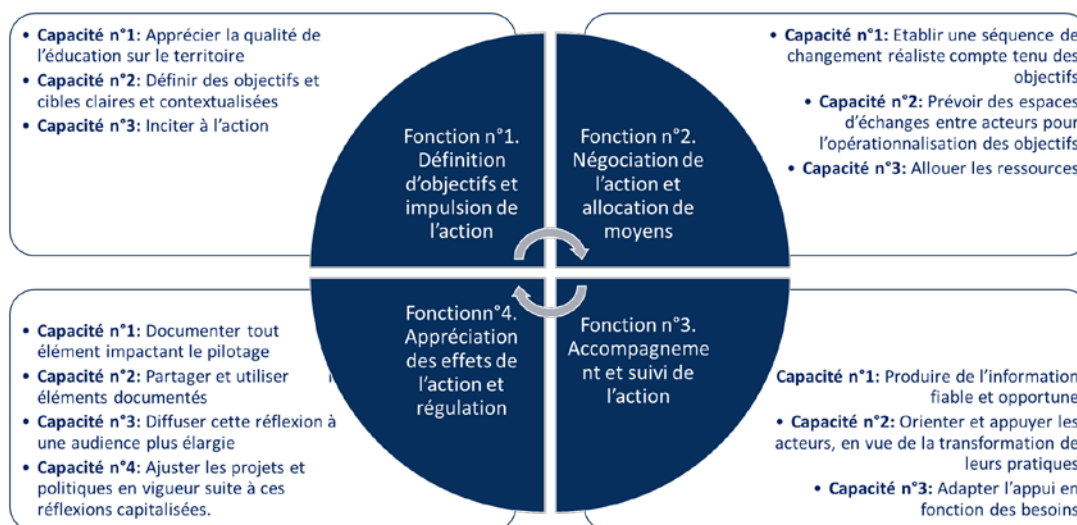 • Capacité n°1: Apprécier la qualité de
l'éducation sur le territoire
• Capacité n°2: Définir des objectifs et
cibles claires et contextualisées
• Capacité n°3: Inciter à l'action
Fonction n°1.
Définition
d'objectifs et
impulsion de
l'action
Fonction n°2.
Négociation de
l'action et
allocation de
moyens
• Capacité n°1: Etablir une séquence de
changement réaliste compte tenu des
objectifs
• Capacité n°2: Prévoir des espaces
d'échanges entre acteurs pour
l'opérationnalisation des objectifs
• Capacité n°3: Allouer les ressources
• Capacité n°1: Documenter tout
élément impactant le pilotage
• Capacité n°2: Partager et utiliser
éléments documentés
• Capacité n°3: Diffuser cette réflexion à
une audience plus élargie
• Capacité n°4: Ajuster les projets et
politiques en vigueur suite à ces
réflexions capitalisées.
Fonctionn°4.
Appréciation
des effets de
l'action et
régulation
Fonction n°3.
Accompagneme
nt et suivi de
l'action
Capacité n°1: Produire de l'information
fiable et opportune
• Capacité n°2: Orienter et appuyer les
acteurs, en vue de la transformation de
leurs pratiques
• Capacité n°3: Adapter l'appui en
fonction des besoins